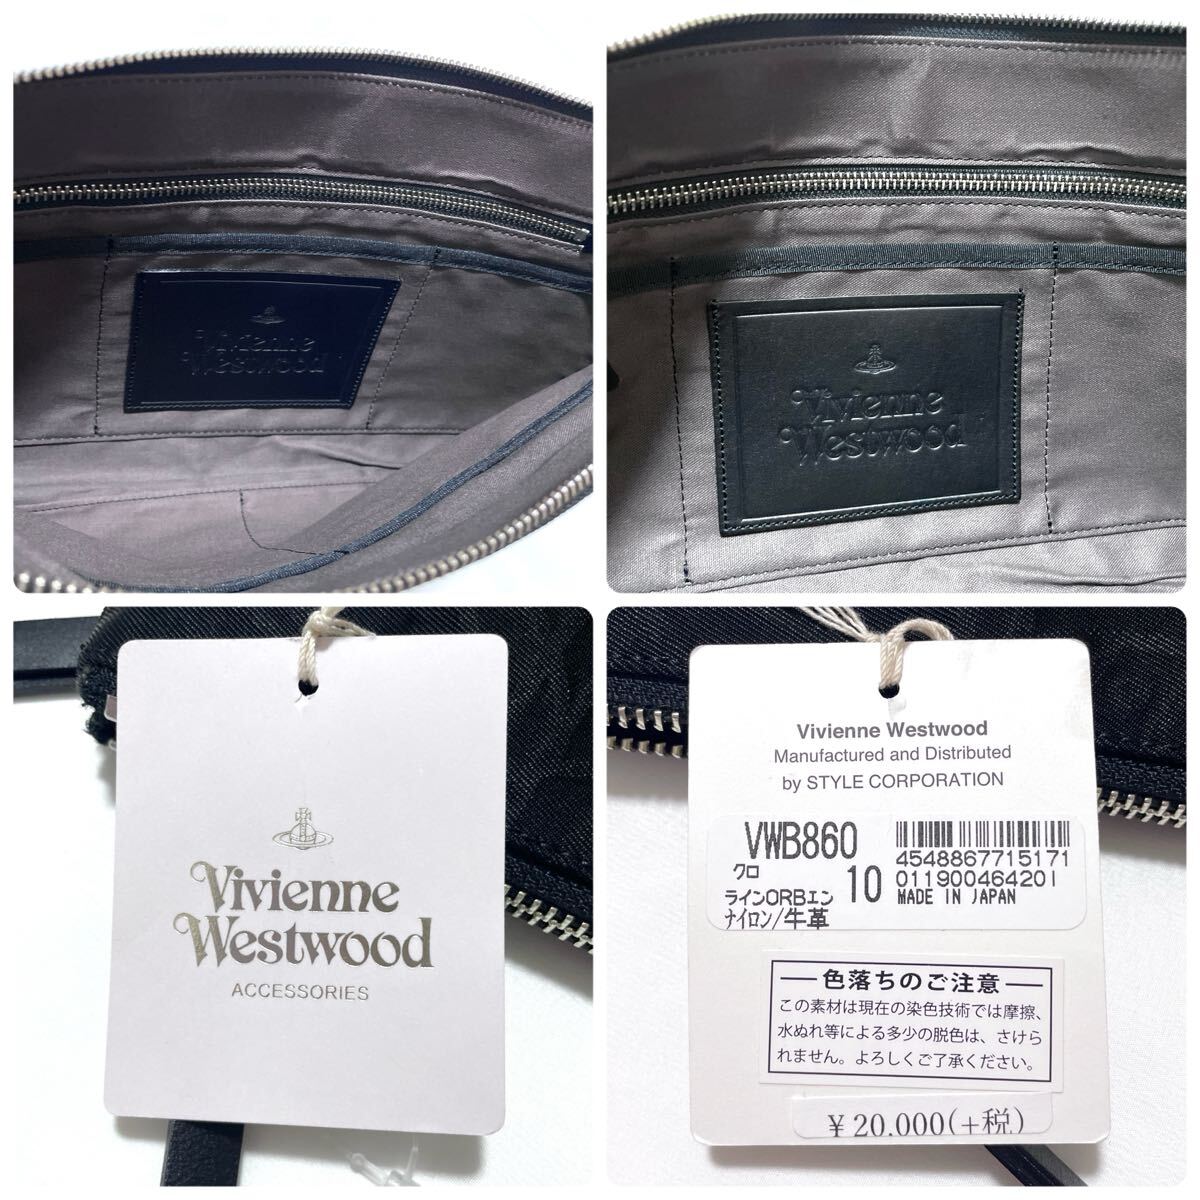 Vivienne
Westwood
Vivienne
Westwood
Vivienne
Westwood
ACCESSORIES
Vivienne Westwood
Manufactured and Distributed
by STYLE CORPORATION
VWB860
クロ
ラインORBエン 10
ナイロン/牛革
4548867715171
011900464201
MADE IN JAPAN
色落ちのご注意
この素材は現在の染色技術では摩擦、
水ぬれ等による多少の脱色は、さけら
れません。よろしくご了承ください。
¥20,000(+税)